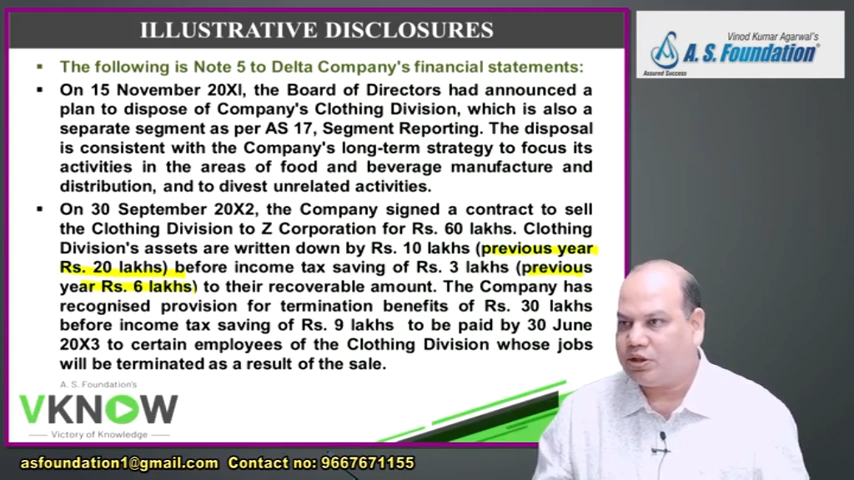 ILLUSTRATIVE DISCLOSURES
Vinod Kumar Agarwal's
A. S. Foundation®
Assured Success
▪ The following is Note 5 to Delta Company's financial statements:
▪ On 15 November 20XI, the Board of Directors had announced a
plan to dispose of Company's Clothing Division, which is also a
separate segment as per AS 17, Segment Reporting. The disposal
is consistent with the Company's long-term strategy to focus its
activities in the areas of food and beverage manufacture and
distribution, and to divest unrelated activities.
▪ On 30 September 20X2, the Company signed a contract to sell
the Clothing Division to Z Corporation for Rs. 60 lakhs. Clothing
Division's assets are written down by Rs. 10 lakhs (previous year
Rs. 20 lakhs) before income tax saving of Rs. 3 lakhs (previous
year Rs. 6 lakhs) to their recoverable amount. The Company has
recognised provision for termination benefits of Rs. 30 lakhs
before income tax saving of Rs. 9 lakhs to be paid by 30 June
20X3 to certain employees of the Clothing Division whose jobs
will be terminated as a result of the sale.
A. S. Foundation's
VKNOW
Victory of Knowledge
asfoundation1@gmail.com Contact no: 9667671155